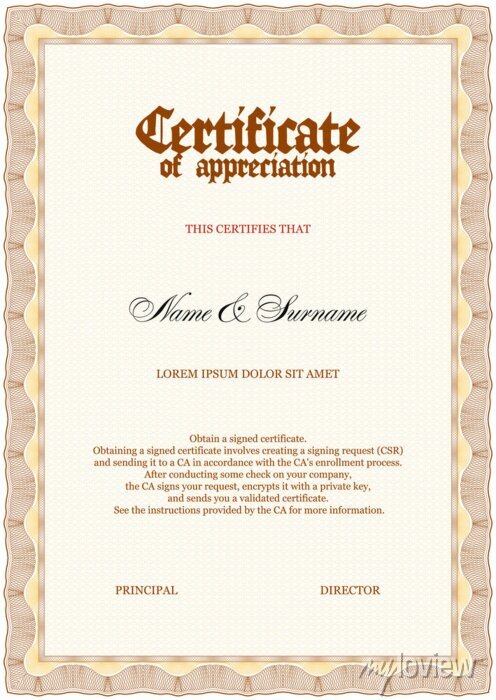 Certificate
of appreciation
THIS CERTIFIES THAT
Name & Surname
LOREM IPSUM DOLOR SIT AMET
Obtain a signed certificate.
Obtaining a signed certificate involves creating a signing request (CSR)
and sending it to a CA in accordance with the CA's enrollment process.
After conducting some check on your company,
the CA signs your request, encrypts it with a private key,
and sends you a validated certificate.
See the instructions provided by the CA for more information.
PRINCIPAL DIRECTOR
myloview